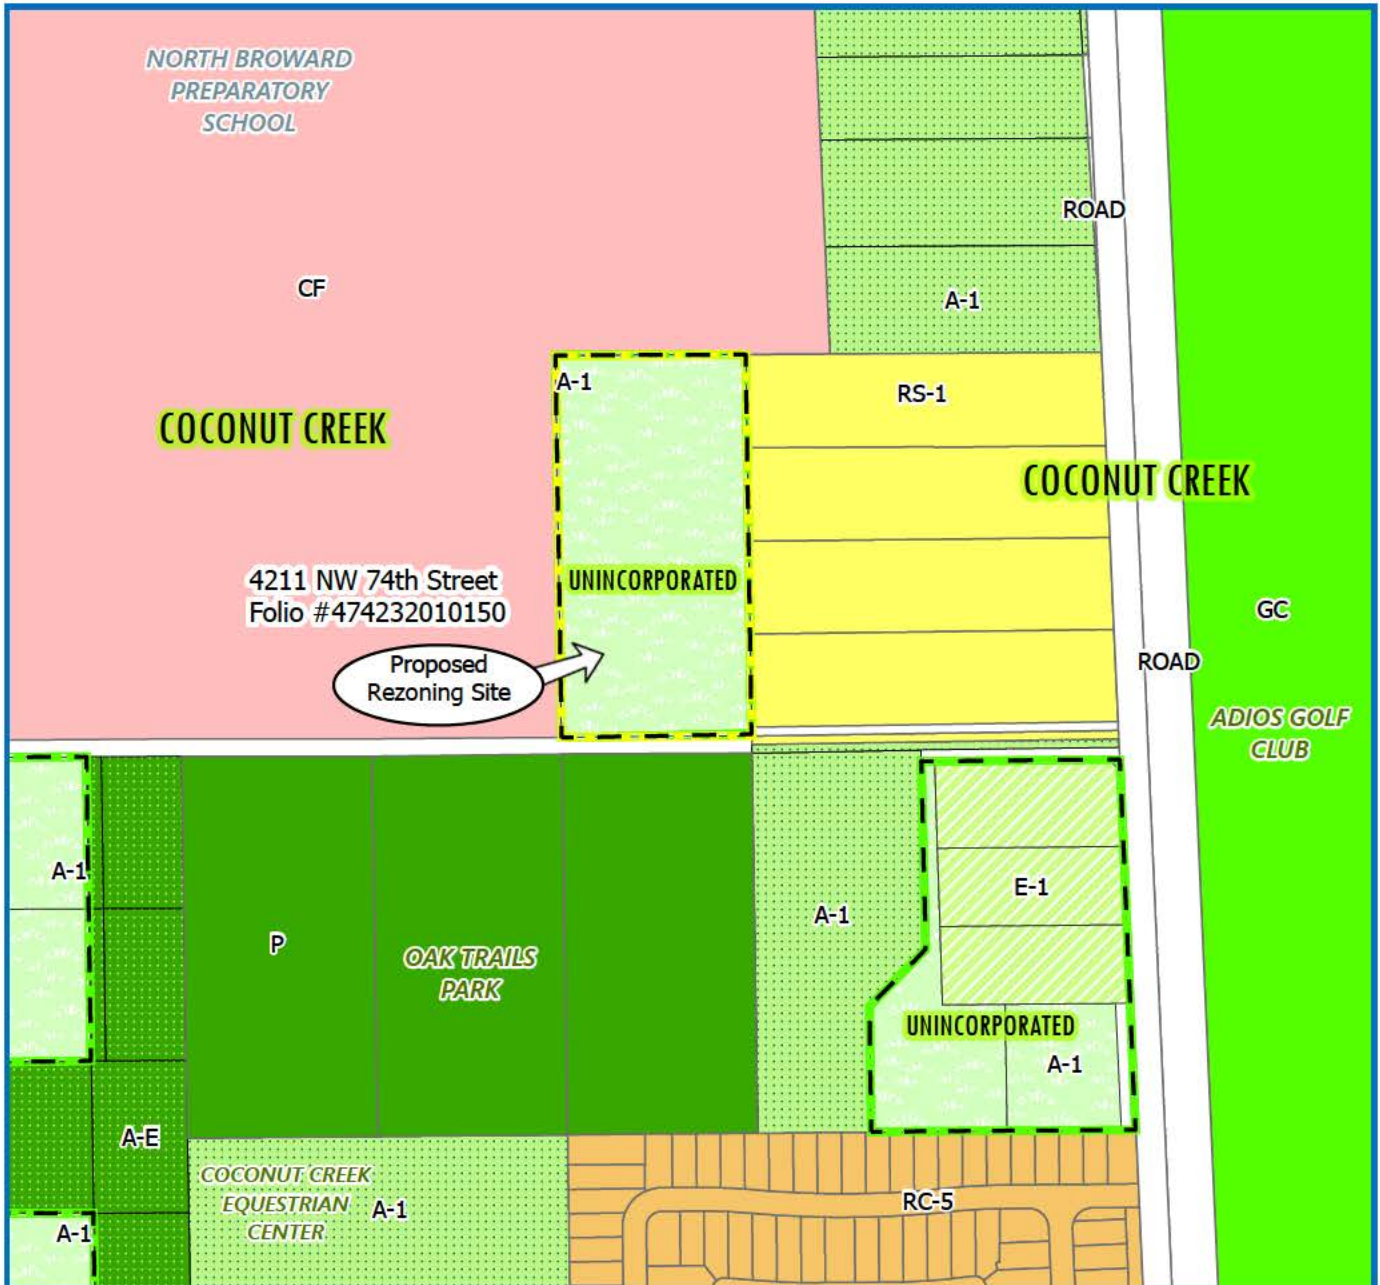 NORTH BROWARD
PREPARATORY
SCHOOL
ROAD
CF
A-1
A-1
RS-1
COCONUT CREEK
COCONUT CREEK
4211 NW 74th Street
Folio #474232010150
UNINCORPORATED
GC
Proposed
Rezoning Site
ROAD
ADIOS GOLF
CLUB
A-1
E-1
A-1
P
OAK TRAILS
PARK
UNINCORPORATED
A-1
A-E
COCONUT CREEK
EQUESTRIAN
CENTER
A-1
RC-5
A-1